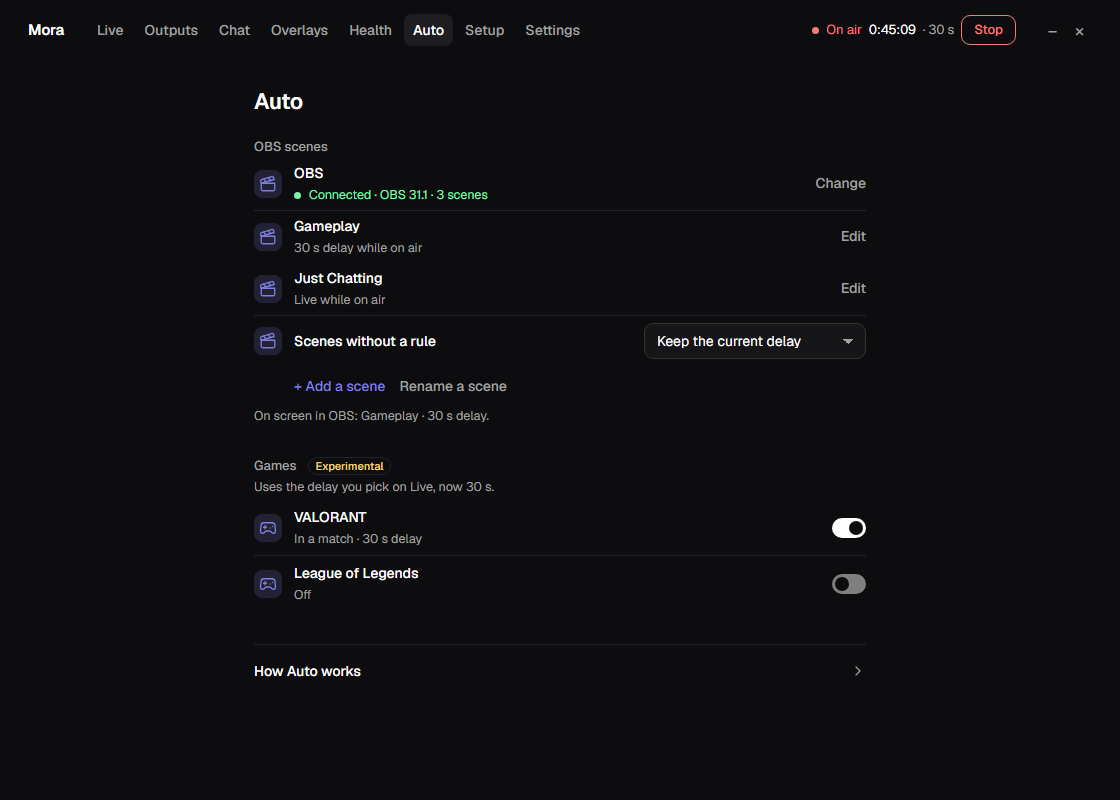 Mora Live Outputs Chat Overlays Health Auto Setup Settings On air 0:45:09 · 30 s Stop
Auto
OBS scenes
OBS
Connected · OBS 31.1 · 3 scenes
Change
Gameplay
30 s delay while on air
Edit
Just Chatting
Live while on air
Edit
Scenes without a rule
Keep the current delay
+ Add a scene Rename a scene
On screen in OBS: Gameplay · 30 s delay.
Games Experimental
Uses the delay you pick on Live, now 30 s.
VALORANT
In a match · 30 s delay
League of Legends
Off
How Auto works